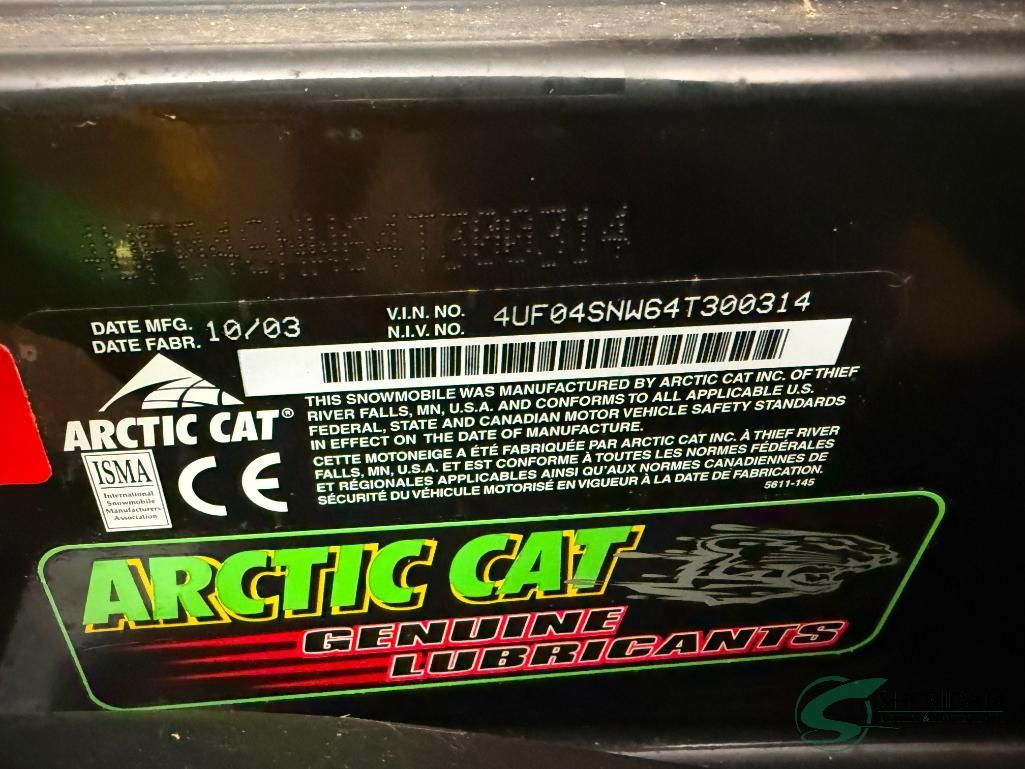 4UF04SNW64T300314
DATE MFG. 10/03
DATE FABR.
V.I.N. NO. 4UF04SNW64T300314
N.I.V. NO.
ARCTIC CAT®
ISMA
International
Snowmobile
Manufacturers
Association
CE
THIS SNOWMOBILE WAS MANUFACTURED BY ARCTIC CAT INC. OF THIEF
RIVER FALLS, MN, U.S.A. AND CONFORMS TO ALL APPLICABLE U.S.
FEDERAL, STATE AND CANADIAN MOTOR VEHICLE SAFETY STANDARDS
IN EFFECT ON THE DATE OF MANUFACTURE.
CETTE MOTONEIGE A ÉTÉ FABRIQUÉE PAR ARCTIC CAT INC. À THIEF RIVER
FALLS, MN, U.S.A. ET EST CONFORME À TOUTES LES NORMES FÉDÉRALES
ET RÉGIONALES APPLICABLES AINSI QU'AUX NORMES CANADIENNES DE
SÉCURITÉ DU VÉHICULE MOTORISÉ EN VIGUEUR À LA DATE DE FABRICATION.
5611-145
ARCTIC CAT
GENUINE
LUBRICANTS
SHERIDAN